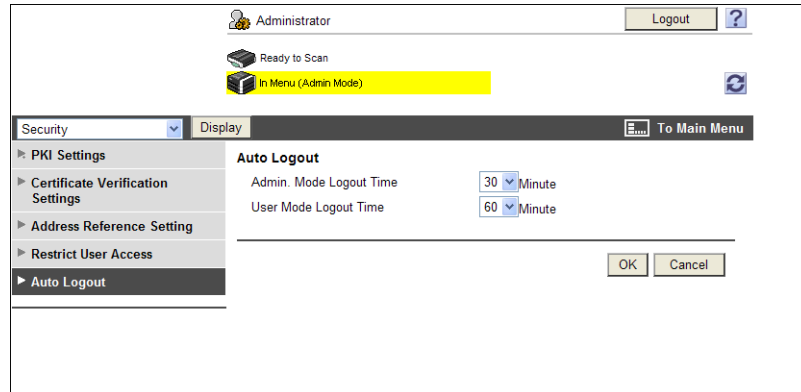 Administrator
Logout
?
Ready to Scan
In Menu (Admin Mode)
Security
Display
To Main Menu
PKI Settings
Certificate Verification
Settings
Address Reference Setting
Restrict User Access
Auto Logout
Auto Logout
Admin. Mode Logout Time 30 Minute
User Mode Logout Time 60 Minute
OK Cancel